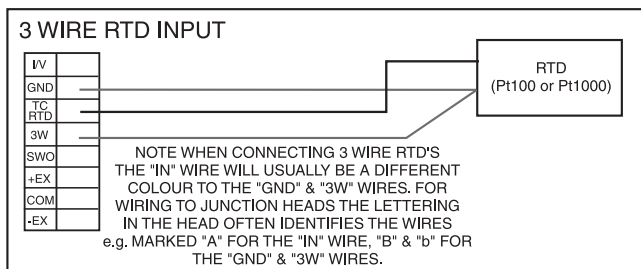 3 WIRE RTD INPUT
I/V
GND
TC
RTD
3W
SWO
+EX
COM
-EX
RTD
(Pt100 or Pt1000)
NOTE WHEN CONNECTING 3 WIRE RTD'S
THE "IN" WIRE WILL USUALLY BE A DIFFERENT
COLOUR TO THE "GND" & "3W" WIRES. FOR
WIRING TO JUNCTION HEADS THE LETTERING
IN THE HEAD OFTEN IDENTIFIES THE WIRES
e.g. MARKED "A" FOR THE "IN" WIRE, "B" & "b" FOR
THE "GND" & "3W" WIRES.